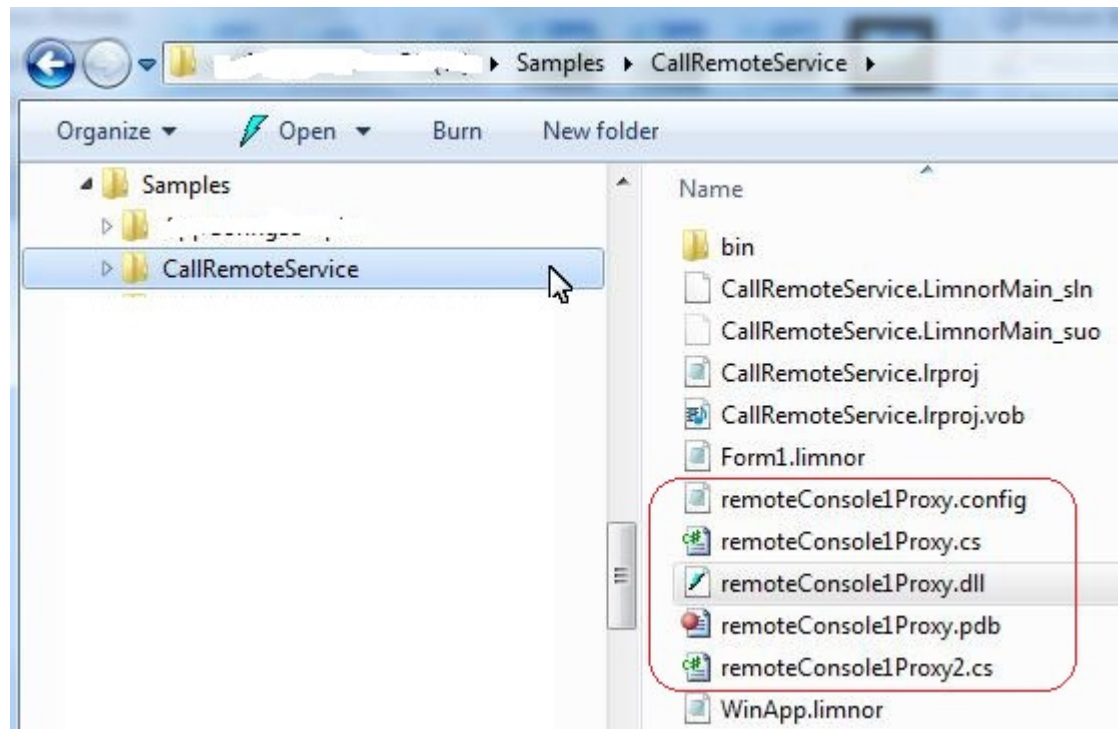 Samples CallRemoteService
Organize Open Burn New folder
Samples
CallRemoteService
Name
bin
CallRemoteService.LimnorMain_sln
CallRemoteService.LimnorMain_suo
CallRemoteService.lrproj
CallRemoteService.lrproj.vob
Form1.limnor
remoteConsole1Proxy.config
remoteConsole1Proxy.cs
remoteConsole1Proxy.dll
remoteConsole1Proxy.pdb
remoteConsole1Proxy2.cs
WinApp.limnor